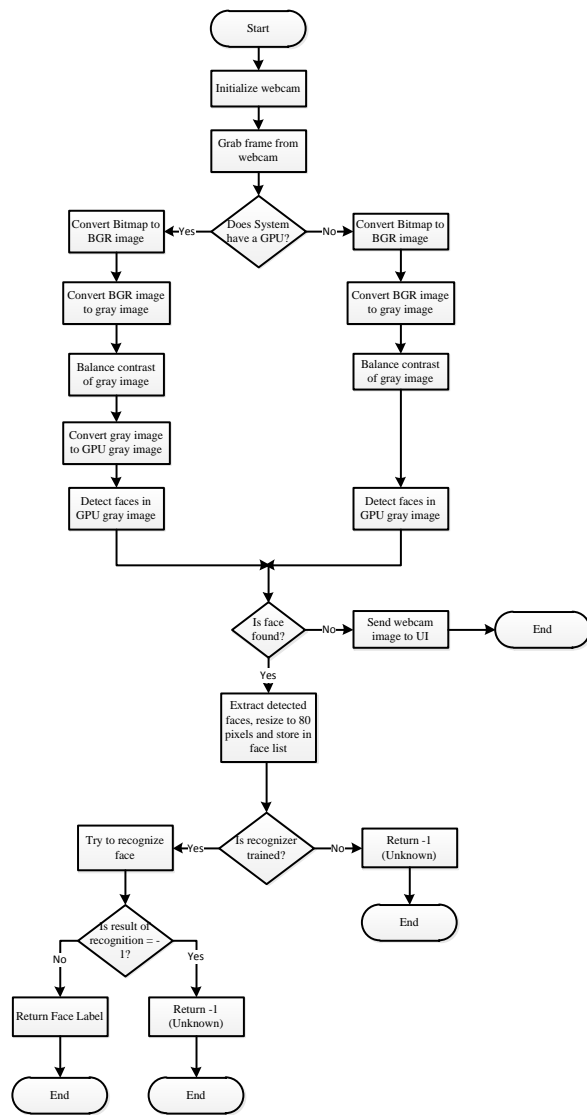 Start
Initialize webcam
Grab frame from
webcam
Does System
have a GPU?
Yes
No
Convert Bitmap to
BGR image
Convert Bitmap to
BGR image
Convert BGR image
to gray image
Convert BGR image
to gray image
Balance contrast
of gray image
Balance contrast
of gray image
Convert gray image
to GPU gray image
Detect faces in
GPU gray image
Detect faces in
GPU gray image
Is face
found?
No
Send webcam
image to UI
End
Yes
Extract detected
faces, resize to 80
pixels and store in
face list
Try to recognize
face
Yes
Is recognizer
trained?
No
Return -1
(Unknown)
End
Is result of
recognition = -
1?
No
Yes
Return Face Label
Return -1
(Unknown)
End
End